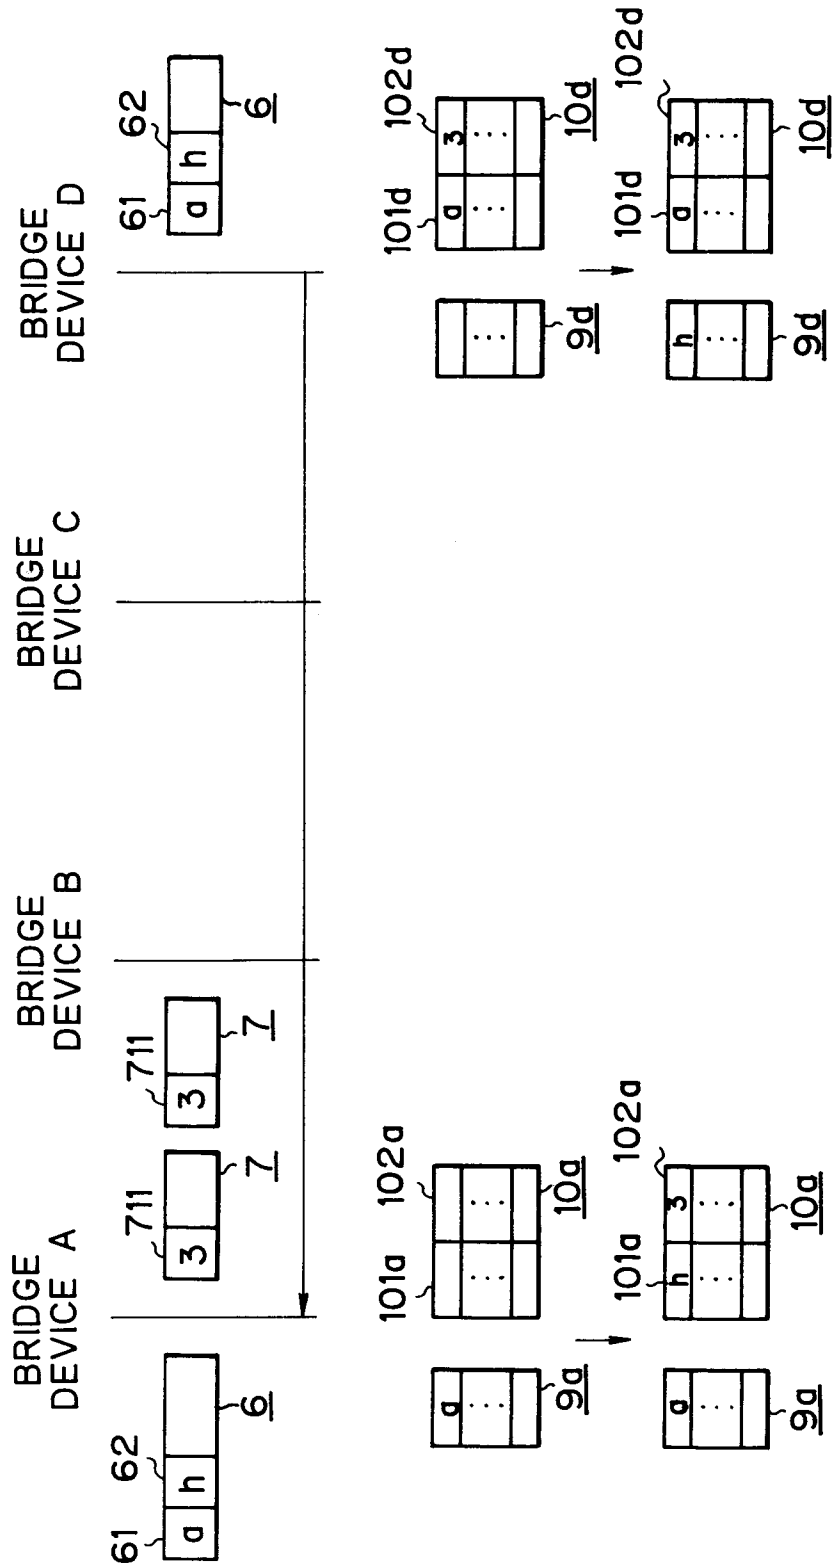 BRIDGE
DEVICE A
BRIDGE
DEVICE B
BRIDGE
DEVICE C
BRIDGE
DEVICE D
61 62
a h
6
711
3
7
711
3
7
61 62
a h
6
a
...
9a
101a 102a
... ...
10a
...
9d
101d 102d
a 3
... ...
10d
a
...
9a
101a 102a
h 3
... ...
10a
h
...
9d
101d 102d
a 3
... ...
10d